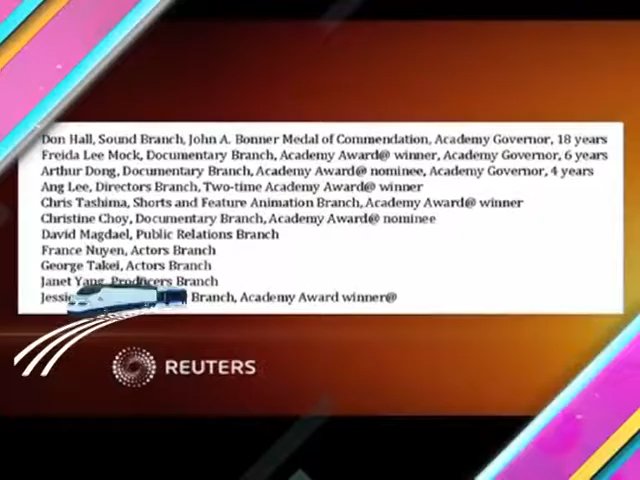 Don Hall, Sound Branch, John A. Bonner Medal of Commendation, Academy Governor, 18 years
Freida Lee Mock, Documentary Branch, Academy Award@ winner, Academy Governor, 6 years
Arthur Dong, Documentary Branch, Academy Award@ nominee, Academy Governor, 4 years
Ang Lee, Directors Branch, Two-time Academy Award@ winner
Chris Tashima, Shorts and Feature Animation Branch, Academy Award@ winner
Christine Choy, Documentary Branch, Academy Award@ nominee
David Magdael, Public Relations Branch
France Nuyen, Actors Branch
George Takei, Actors Branch
Janet Yang, Producers Branch
Branch, Academy Award winner@
REUTERS